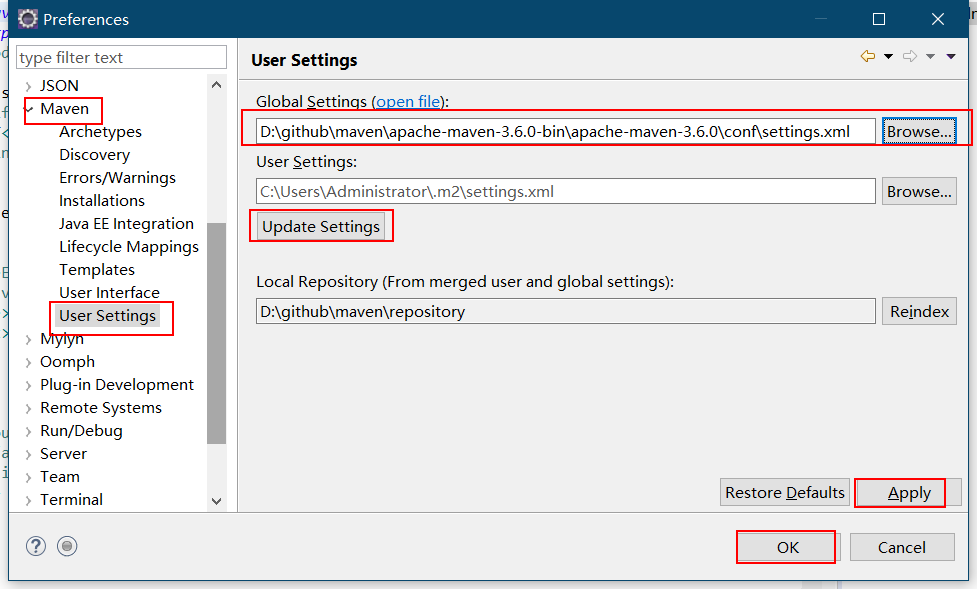 Preferences
type filter text
JSON
Maven
Archetypes
Discovery
Errors/Warnings
Installations
Java EE Integration
Lifecycle Mappings
Templates
User Interface
User Settings
Mylyn
Oomph
Plug-in Development
Remote Systems
Run/Debug
Server
Team
Terminal
User Settings
Global Settings (open file):
D:\github\maven\apache-maven-3.6.0-bin\apache-maven-3.6.0\conf\settings.xml Browse...
User Settings:
C:\Users\Administrator\.m2\settings.xml Browse...
Update Settings
Local Repository (From merged user and global settings):
D:\github\maven\repository Reindex
Restore Defaults Apply
OK Cancel